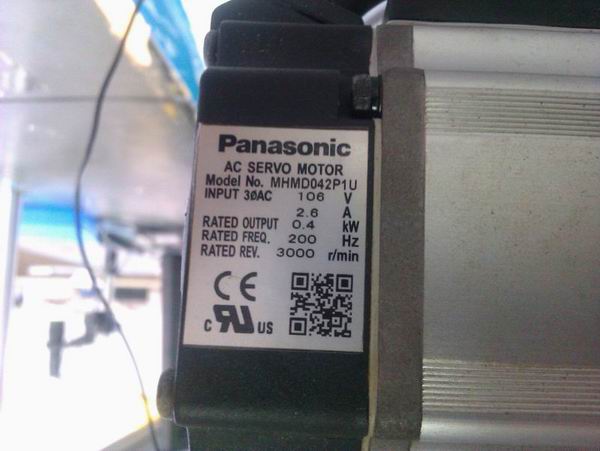 Panasonic
AC SERVO MOTOR
Model No. MHMD042P1U
INPUT 3ØAC 106 V
2.6 A
RATED OUTPUT 0.4 kW
RATED FREQ. 200 Hz
RATED REV. 3000 r/min
CE
C RU US